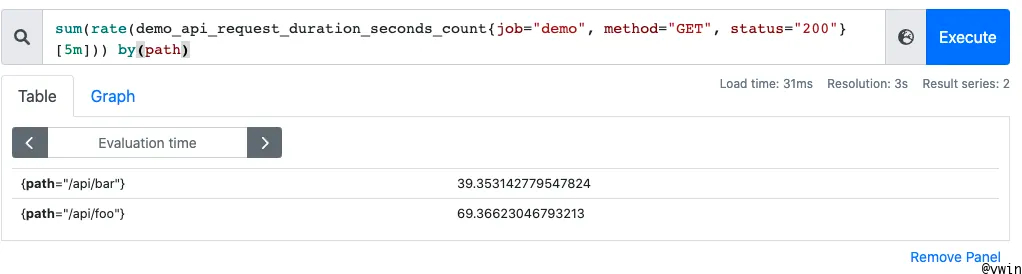 sum(rate(demo_api_request_duration_seconds_count{job="demo", method="GET", status="200"}
[5m])) by(path)
Execute
Load time: 31ms Resolution: 3s Result series: 2
Table Graph
Evaluation time
{path="/api/bar"} 39.353142779547824
{path="/api/foo"} 69.36623046793213
Remove Panel
@vwin